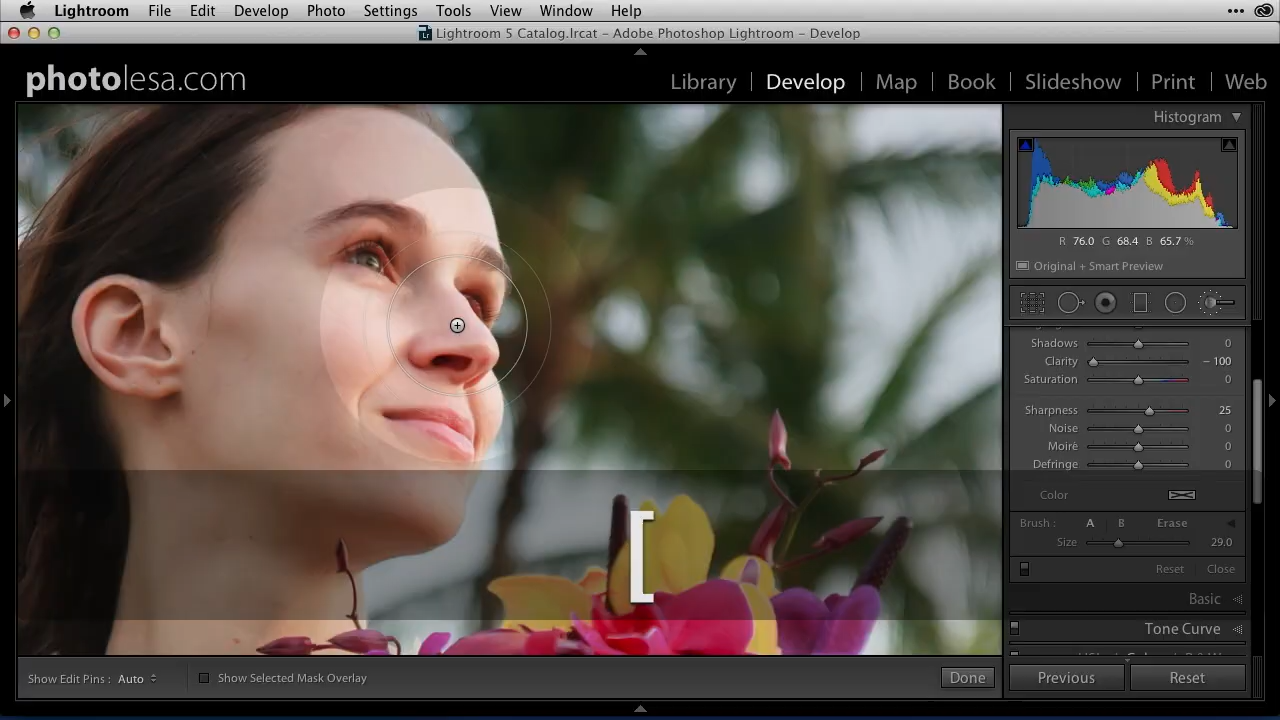 Lightroom File Edit Develop Photo Settings Tools View Window Help
Lr Lightroom 5 Catalog.lrcat – Adobe Photoshop Lightroom – Develop
photolesa.com
Library Develop Map Book Slideshow Print Web
Histogram
R 76.0 G 68.4 B 65.7 %
Original + Smart Preview
Shadows 0
Clarity – 100
Saturation 0
Sharpness 25
Noise 0
Moiré 0
Defringe 0
Color
Brush : A B Erase
Size 29.0
Reset Close
Basic
Tone Curve
[
Show Edit Pins : Auto Show Selected Mask Overlay Done
Previous Reset